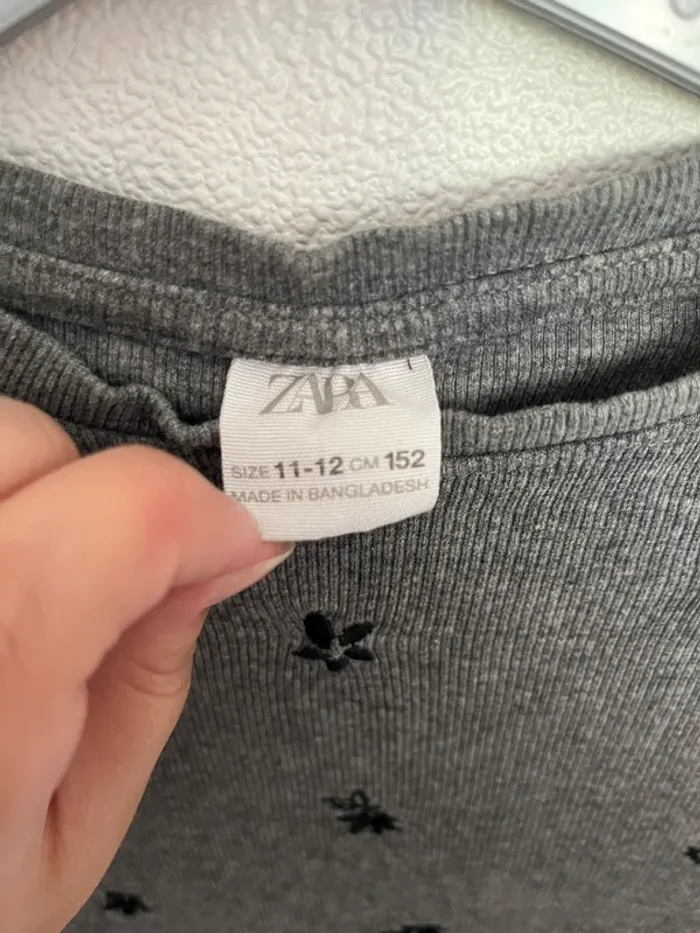 ZARA
SIZE 11-12 CM 152
MADE IN BANGLADESH